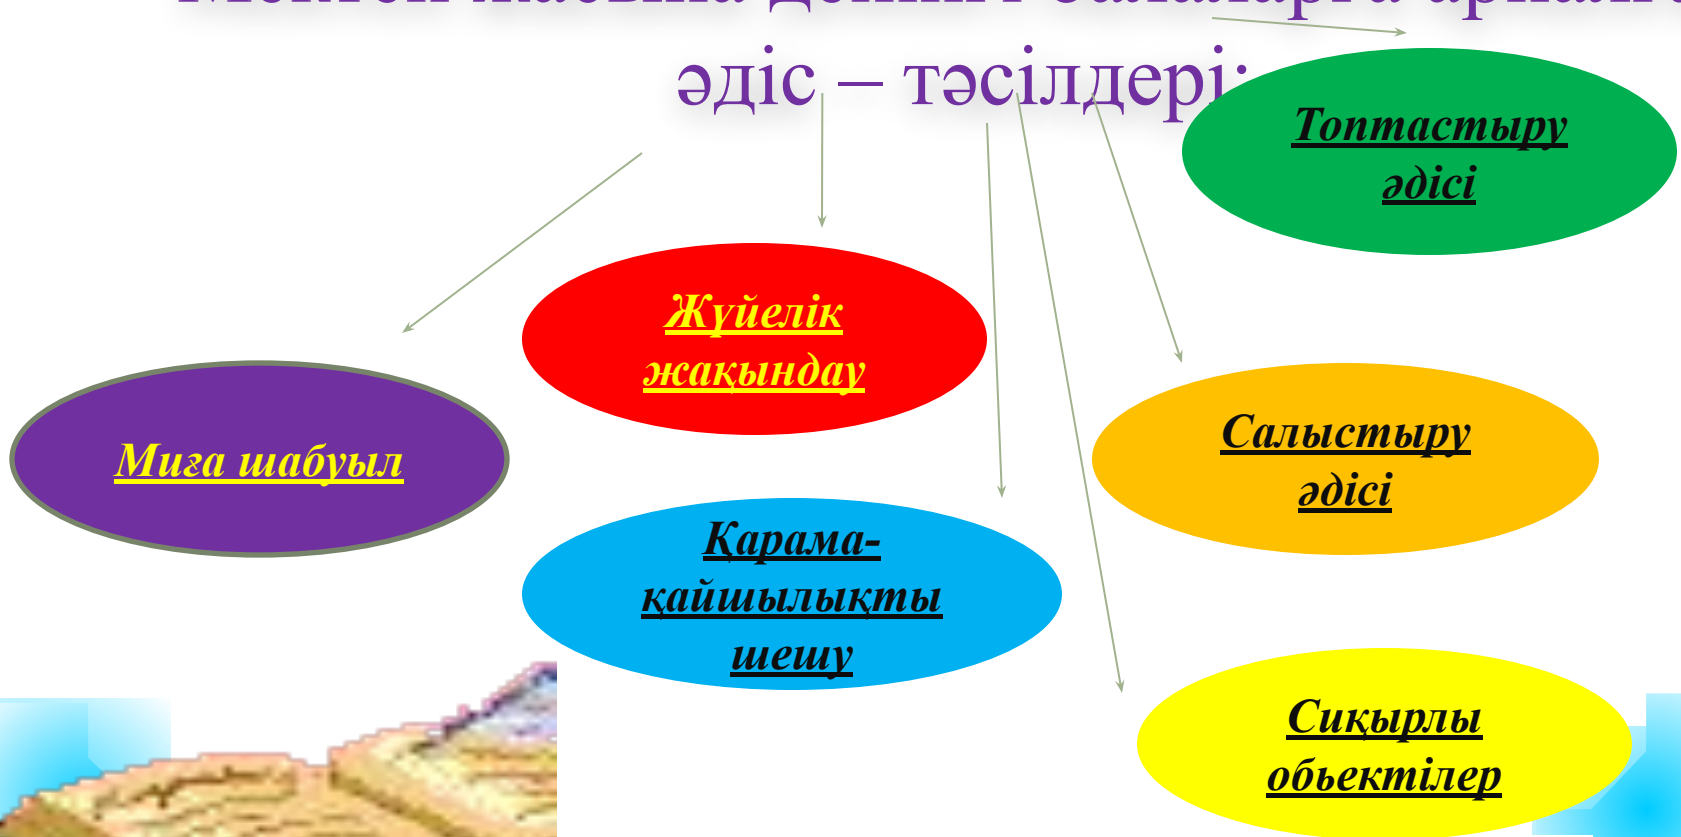 әдіс – тәсілдері:
Топтастыру
әдісі
Жүйелік
жақындау
Миға шабуыл
Салыстыру
әдісі
Қарама-
қайшылықты
шешу
Сиқырлы
обьектілер